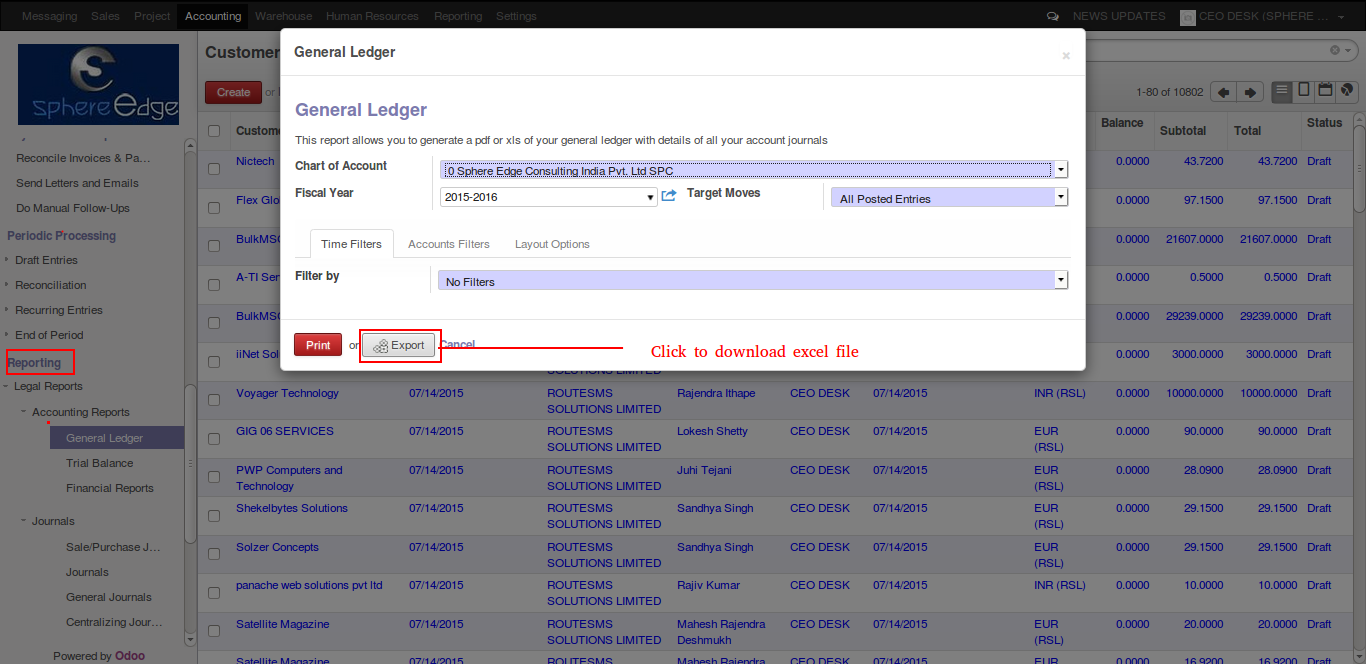 Messaging Sales Project Accounting Warehouse Human Resources Reporting Settings NEWS UPDATES CEO DESK (SPHERE ...
sphereEdge
Reconcile Invoices & Pa...
Send Letters and Emails
Do Manual Follow-Ups
Periodic Processing
Draft Entries
Reconciliation
Recurring Entries
End of Period
Reporting
Legal Reports
Accounting Reports
General Ledger
Trial Balance
Financial Reports
Journals
Sale/Purchase J...
Journals
General Journals
Centralizing Jour...
Powered by Odoo
Customer
Create or
1-80 of 10802
General Ledger
×
General Ledger
This report allows you to generate a pdf or xls of your general ledger with details of all your account journals
Chart of Account 0 Sphere Edge Consulting India Pvt. Ltd SPC
Fiscal Year 2015-2016 Target Moves All Posted Entries
Time Filters Accounts Filters Layout Options
Filter by No Filters
Print or Export Cancel
Click to download excel file
Custome Balance Subtotal Total Status
Nictech 0.0000 43.7200 43.7200 Draft
Flex Glo 0.0000 97.1500 97.1500 Draft
BulkMS 0.0000 21607.0000 21607.0000 Draft
A-TI Ser 0.0000 0.5000 0.5000 Draft
BulkMS 0.0000 29239.0000 29239.0000 Draft
iiNet Sol 0.0000 3000.0000 3000.0000 Draft
SOLUTIONS LIMITED
Voyager Technology 07/14/2015 ROUTESMS Rajendra Ithape CEO DESK 07/14/2015 INR (RSL) 0.0000 10000.0000 10000.0000 Draft
SOLUTIONS LIMITED
GIG 06 SERVICES 07/14/2015 ROUTESMS Lokesh Shetty CEO DESK 07/14/2015 EUR 0.0000 90.0000 90.0000 Draft
SOLUTIONS LIMITED (RSL)
PWP Computers and 07/14/2015 ROUTESMS Juhi Tejani CEO DESK 07/14/2015 EUR 0.0000 28.0900 28.0900 Draft
Technology SOLUTIONS LIMITED (RSL)
Shekelbytes Solutions 07/14/2015 ROUTESMS Sandhya Singh CEO DESK 07/14/2015 EUR 0.0000 29.1500 29.1500 Draft
SOLUTIONS LIMITED (RSL)
Solzer Concepts 07/14/2015 ROUTESMS Sandhya Singh CEO DESK 07/14/2015 EUR 0.0000 29.1500 29.1500 Draft
SOLUTIONS LIMITED (RSL)
panache web solutions pvt ltd 07/14/2015 ROUTESMS Rajiv Kumar CEO DESK 07/14/2015 INR (RSL) 0.0000 10.0000 10.0000 Draft
SOLUTIONS LIMITED
Satellite Magazine 07/14/2015 ROUTESMS Mahesh Rajendra CEO DESK 07/14/2015 EUR 0.0000 20.0000 20.0000 Draft
SOLUTIONS LIMITED Deshmukh (RSL)
Satellite Magazine 07/14/2015 ROUTESMS Mahesh Rajendra CEO DESK 07/14/2015 EUR 0.0000 16.9200 16.9200 Draft